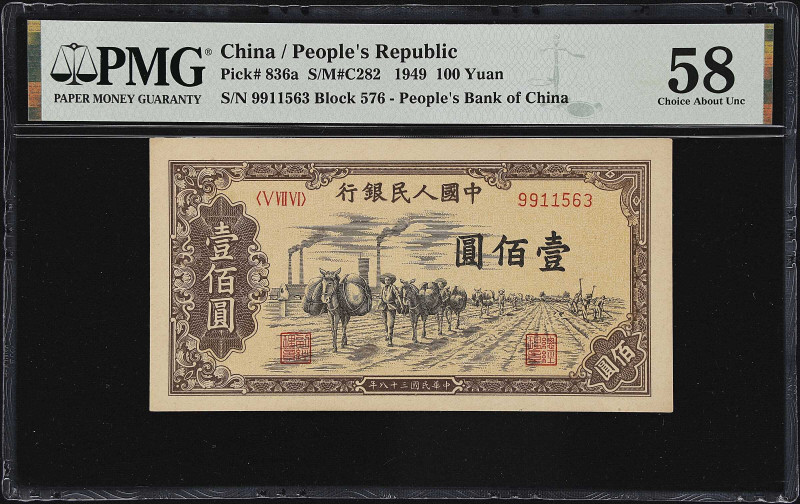 PMG®
PAPER MONEY GUARANTY
China / People's Republic
Pick# 836a S/M#C282 1949 100 Yuan
S/N 9911563 Block 576 - People's Bank of China
58
Choice About Unc
行銀民人國中
〈V VII VI〉
9911563
圓佰壹
壹佰圓
佰圓
年八十三國民華中